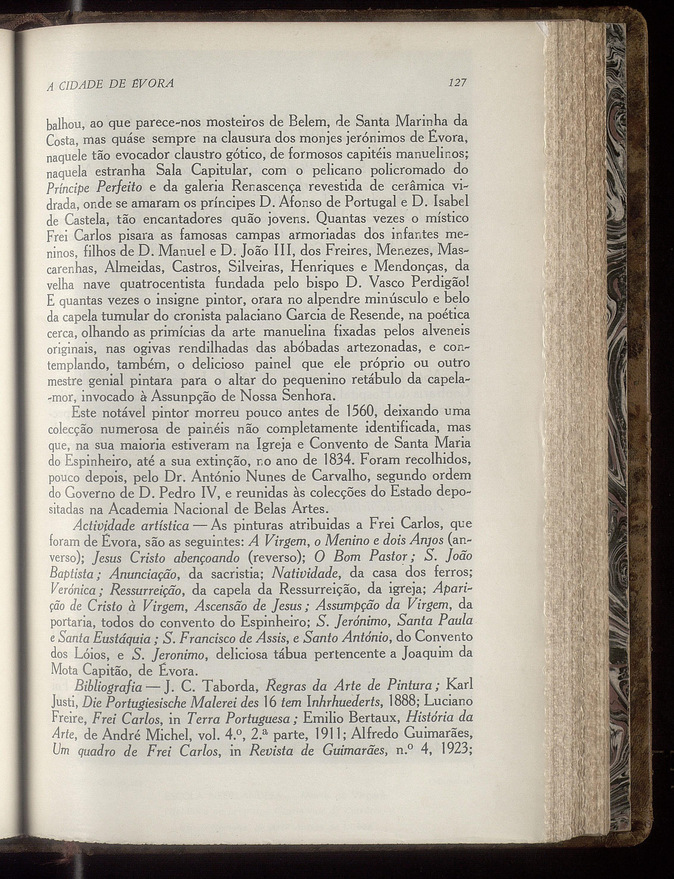 A CIDADE DE ÉVORA 127
balhou, ao que parece-nos mosteiros de Belem, de Santa Marinha da
Costa, mas quáse sempre na clausura dos monjes jerónimos de Évora,
naquele tão evocador claustro gótico, de formosos capitéis manuelinos;
naquela estranha Sala Capitular, com o pelicano policromado do
Príncipe Perfeito e da galeria Renascença revestida de cerâmica vi-
drada, onde se amaram os príncipes D. Afonso de Portugal e D. Isabel
de Castela, tão encantadores quão jovens. Quantas vezes o místico
Frei Carlos pisara as famosas campas armoriadas dos infantes me-
ninos, filhos de D. Manuel e D. João III, dos Freires, Menezes, Mas-
carenhas, Almeidas, Castros, Silveiras, Henriques e Mendonças, da
velha nave quatrocentista fundada pelo bispo D. Vasco Perdigão!
E quantas vezes o insigne pintor, orara no alpendre minúsculo e belo
da capela tumular do cronista palaciano Garcia de Resende, na poética
cerca, olhando as primícias da arte manuelina fixadas pelos alveneis
originais, nas ogivas rendilhadas das abóbadas artezonadas, e con-
templando, também, o delicioso painel que ele próprio ou outro
mestre genial pintara para o altar do pequenino retábulo da capela-
-mor, invocado à Assunpção de Nossa Senhora.
Este notável pintor morreu pouco antes de 1560, deixando uma
colecção numerosa de painéis não completamente identificada, mas
que, na sua maioria estiveram na Igreja e Convento de Santa Maria
do Espinheiro, até a sua extinção, no ano de 1834. Foram recolhidos,
pouco depois, pelo Dr. António Nunes de Carvalho, segundo ordem
do Governo de D. Pedro IV, e reunidas às colecções do Estado depo-
sitadas na Academia Nacional de Belas Artes.
Actividade artística — As pinturas atribuidas a Frei Carlos, que
foram de Évora, são as seguintes: A Virgem, o Menino e dois Anjos (an-
verso); Jesus Cristo abençoando (reverso); O Bom Pastor; S. João
Baptista; Anunciação, da sacristia; Natividade, da casa dos ferros;
Verónica; Ressurreição, da capela da Ressurreição, da igreja; Apari-
ção de Cristo à Virgem, Ascensão de Jesus; Assumpção da Virgem, da
portaria, todos do convento do Espinheiro; S. Jerónimo, Santa Paula
e Santa Eustáquia; S. Francisco de Assis, e Santo António, do Convento
dos Lóios, e S. Jeronimo, deliciosa tábua pertencente a Joaquim da
Mota Capitão, de Évora.
Bibliografia — J. C. Taborda, Regras da Arte de Pintura; Karl
Justi, Die Portugiesische Malerei des 16 tem Inhrhuederts, 1888; Luciano
Freire, Frei Carlos, in Terra Portuguesa; Emilio Bertaux, História da
Arte, de André Michel, vol. 4.º, 2.ª parte, 1911; Alfredo Guimarães,
Um quadro de Frei Carlos, in Revista de Guimarães, n.º 4, 1923;